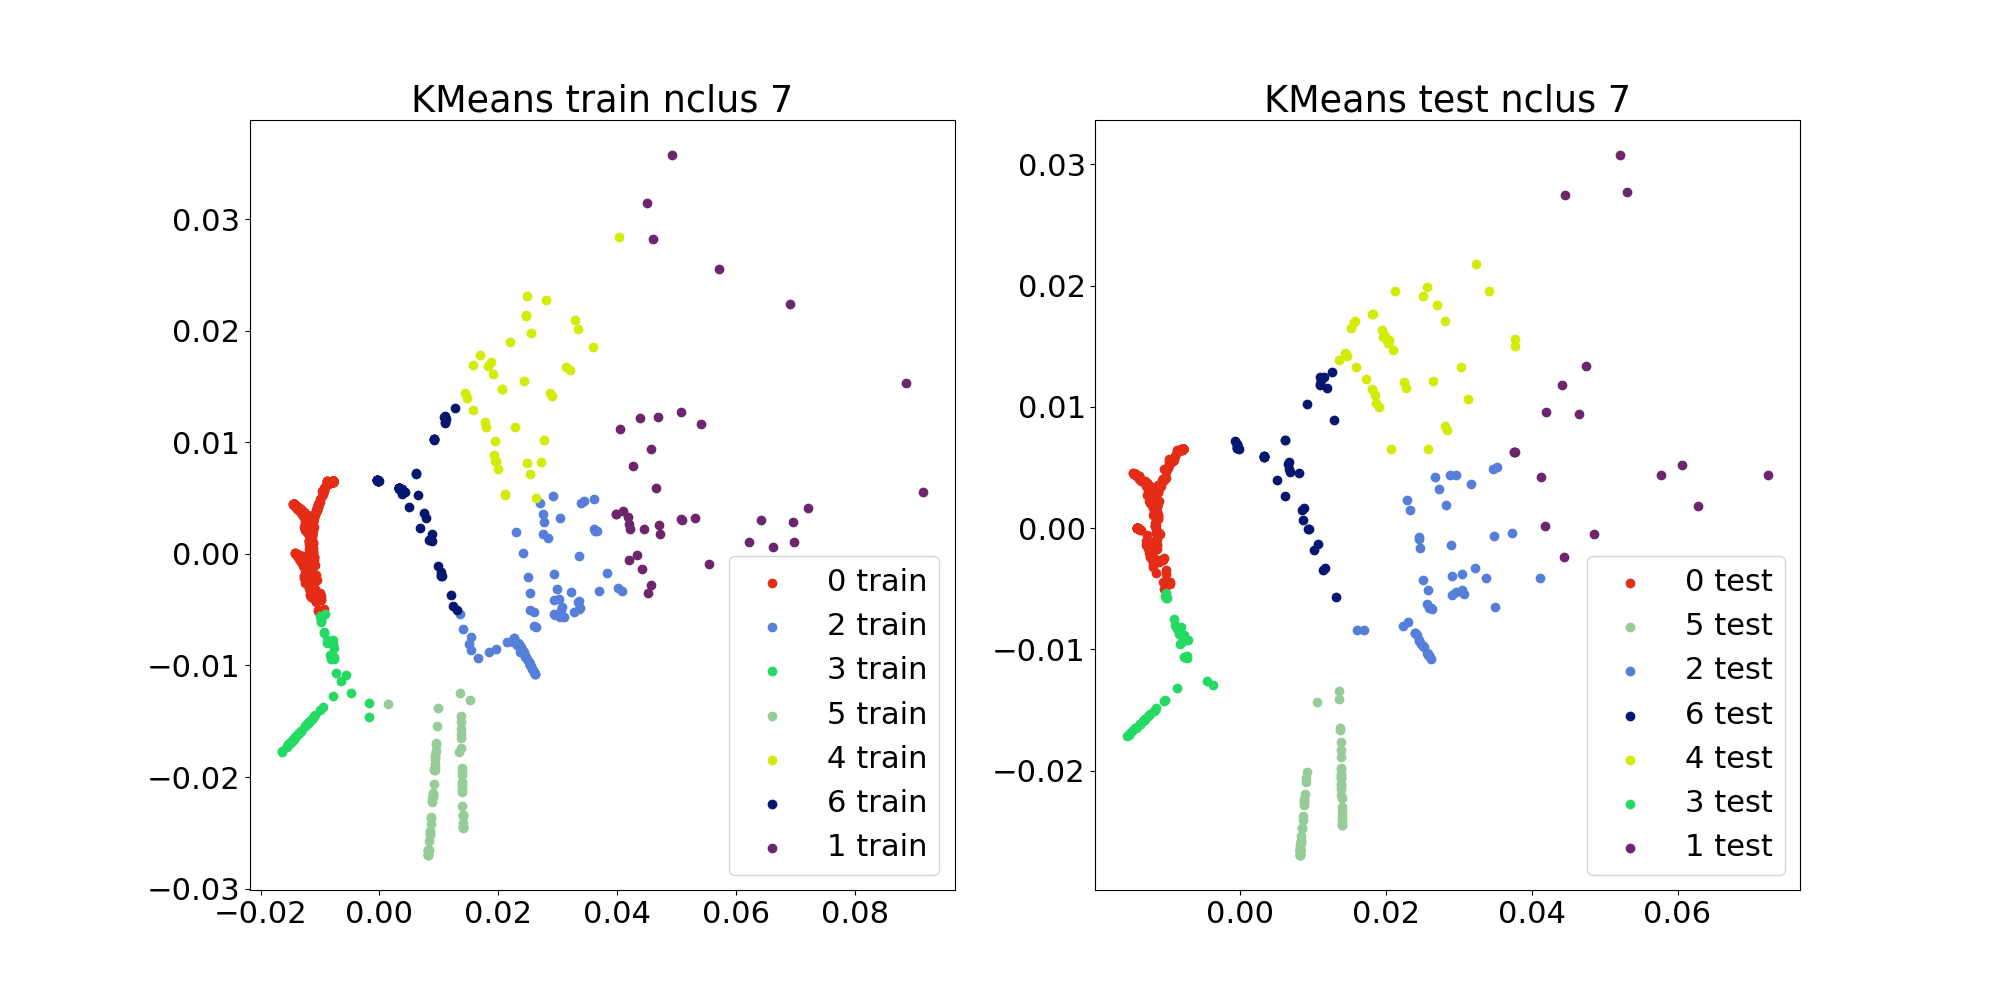 KMeans train nclus 7
0.03
0.02
0.01
0.00
−0.01
−0.02
−0.03
−0.02 0.00 0.02 0.04 0.06 0.08
0 train
2 train
3 train
5 train
4 train
6 train
1 train
KMeans test nclus 7
0.03
0.02
0.01
0.00
−0.01
−0.02
0.00 0.02 0.04 0.06
0 test
5 test
2 test
6 test
4 test
3 test
1 test